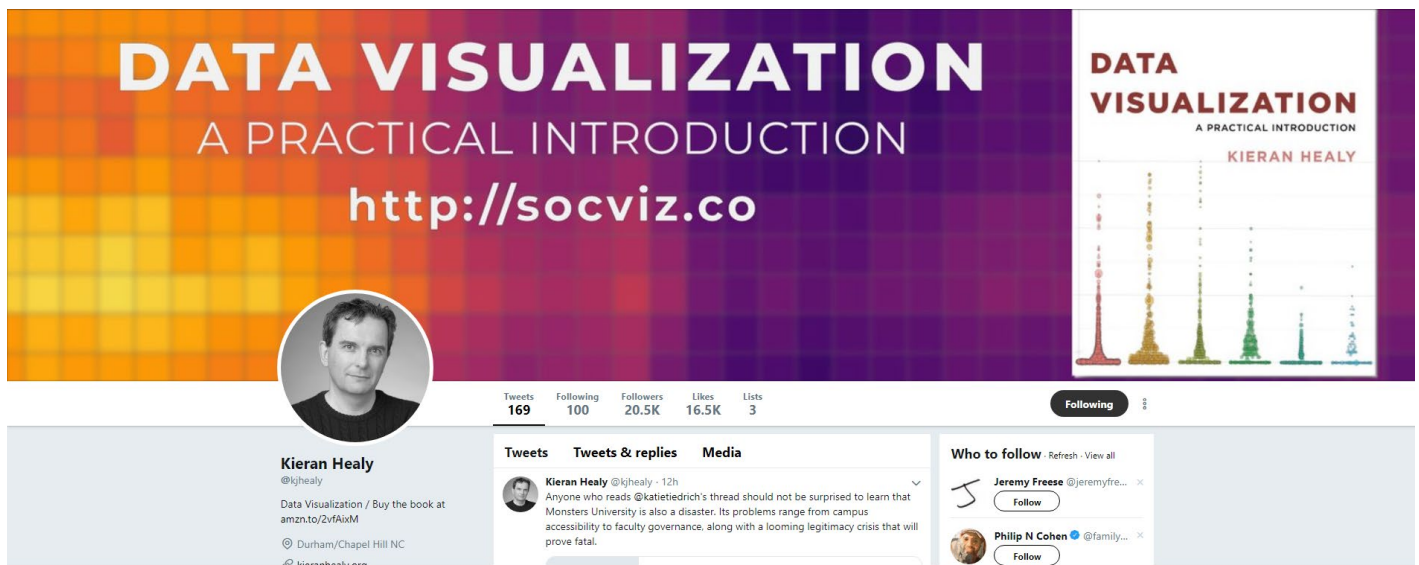 DATA VISUALIZATION
A PRACTICAL INTRODUCTION
http://socviz.co
DATA
VISUALIZATION
A PRACTICAL INTRODUCTION
KIERAN HEALY
Tweets Following Followers Likes Lists
169 100 20.5K 16.5K 3
Following
Kieran Healy
@kjhealy
Data Visualization / Buy the book at
amzn.to/2vfAixM
Durham/Chapel Hill NC
kieranhealy.org
Tweets Tweets & replies Media
Kieran Healy @kjhealy · 12h
Anyone who reads @katietiedrich's thread should not be surprised to learn that
Monsters University is also a disaster. Its problems range from campus
accessibility to faculty governance, along with a looming legitimacy crisis that will
prove fatal.
Who to follow · Refresh · View all
Jeremy Freese @jeremyfre...
Follow
Philip N Cohen @family...
Follow